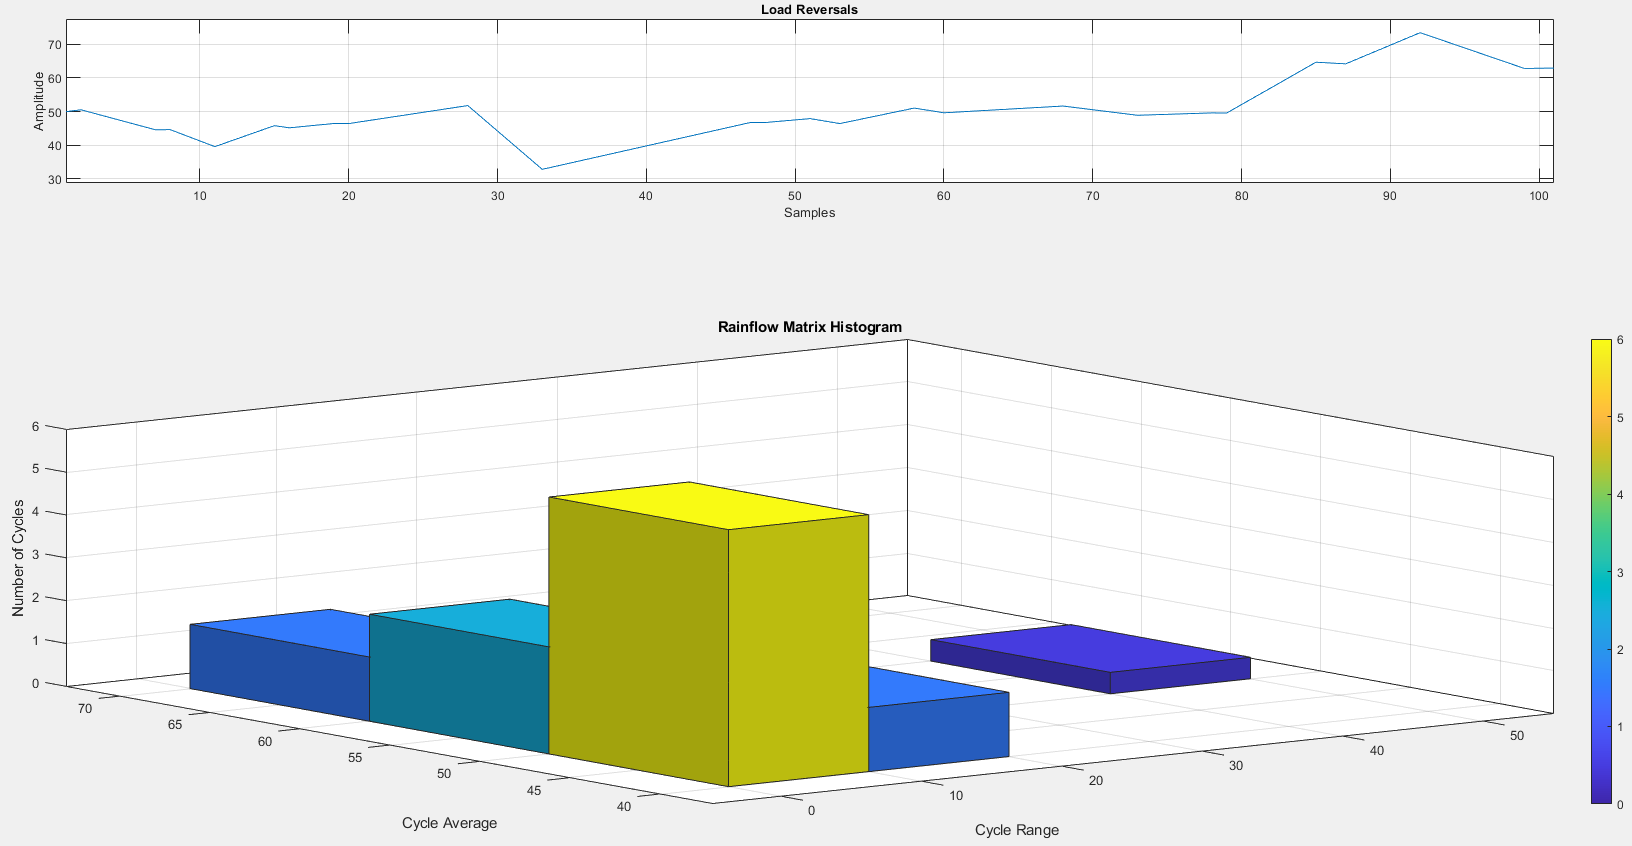 Load Reversals
70
60
50
40
30
Amplitude
10 20 30 40 50 60 70 80 90 100
Samples
Rainflow Matrix Histogram
6
5
4
3
2
1
0
Number of Cycles
70 65 60 55 50 45 40
Cycle Average
0 10 20 30 40 50
Cycle Range
6
5
4
3
2
1
0